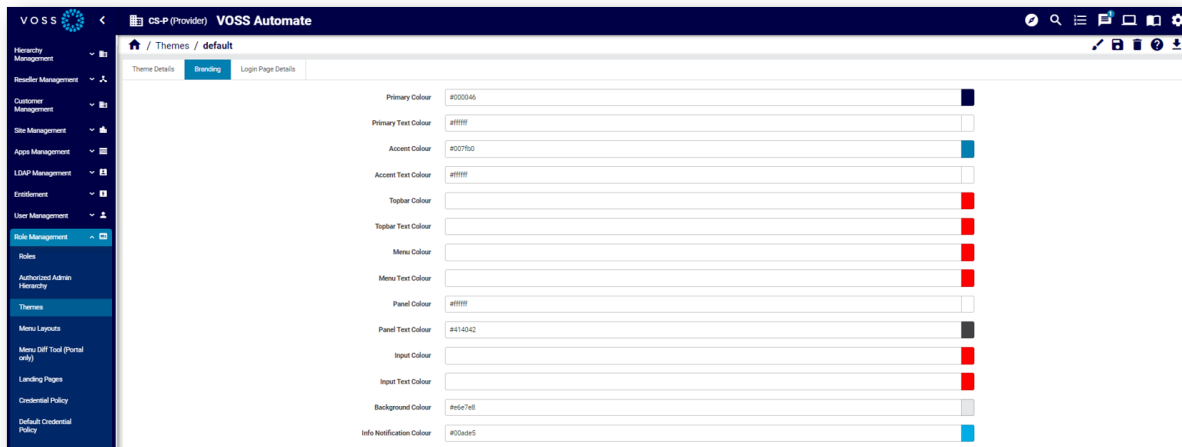 VOSS
CS-P (Provider) VOSS Automate
1
/ Themes / default
Hierarchy
Management
Reseller Management
Customer
Management
Site Management
Apps Management
LDAP Management
Entitlement
User Management
Role Management
Roles
Authorized Admin
Hierarchy
Themes
Menu Layouts
Menu Diff Tool (Portal
only)
Landing Pages
Credential Policy
Default Credential
Policy
Theme Details Branding Login Page Details
Primary Colour #000046
Primary Text Colour #ffffff
Accent Colour #007fb0
Accent Text Colour #ffffff
Topbar Colour
Topbar Text Colour
Menu Colour
Menu Text Colour
Panel Colour #ffffff
Panel Text Colour #414042
Input Colour
Input Text Colour
Background Colour #e6e7e8
Info Notification Colour #00ade5